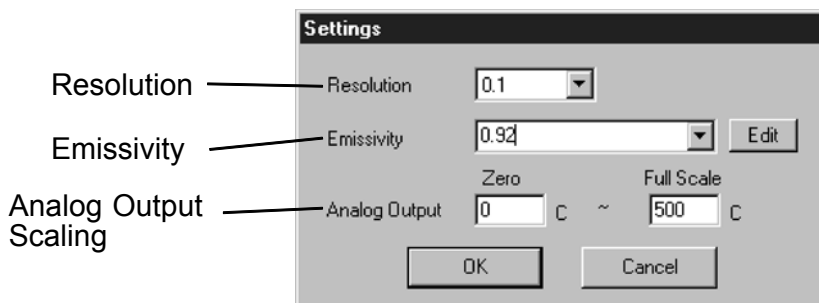 Settings
Resolution Resolution 0.1
Emissivity Emissivity 0.92 Edit
Zero Full Scale
Analog Output Scaling Analog Output 0 C ~ 500 C
OK Cancel